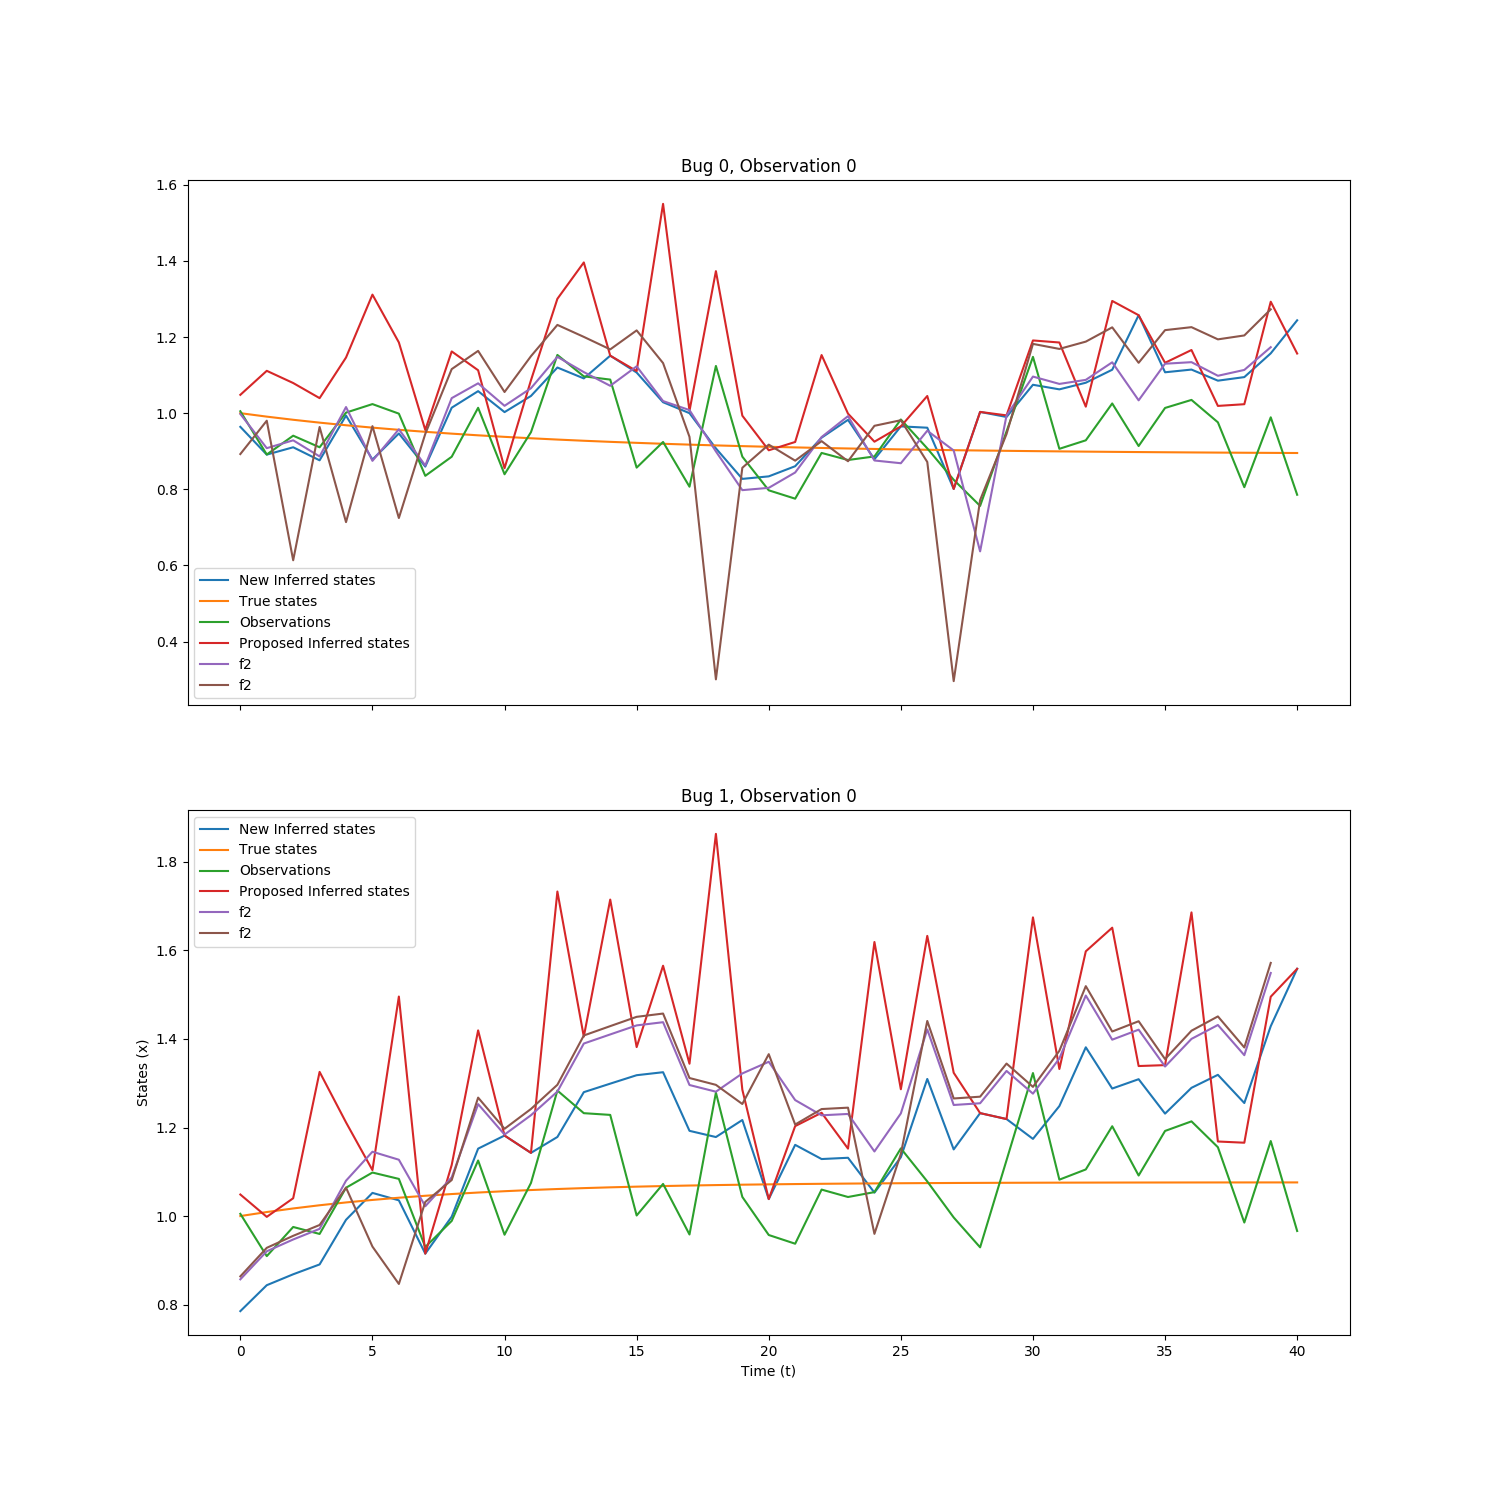 Bug 0, Observation 0
1.6
1.4
1.2
1.0
0.8
0.6
0.4
New Inferred states
True states
Observations
Proposed Inferred states
f2
f2
Bug 1, Observation 0
1.8
1.6
1.4
1.2
1.0
0.8
States (x)
New Inferred states
True states
Observations
Proposed Inferred states
f2
f2
0 5 10 15 20 25 30 35 40
Time (t)